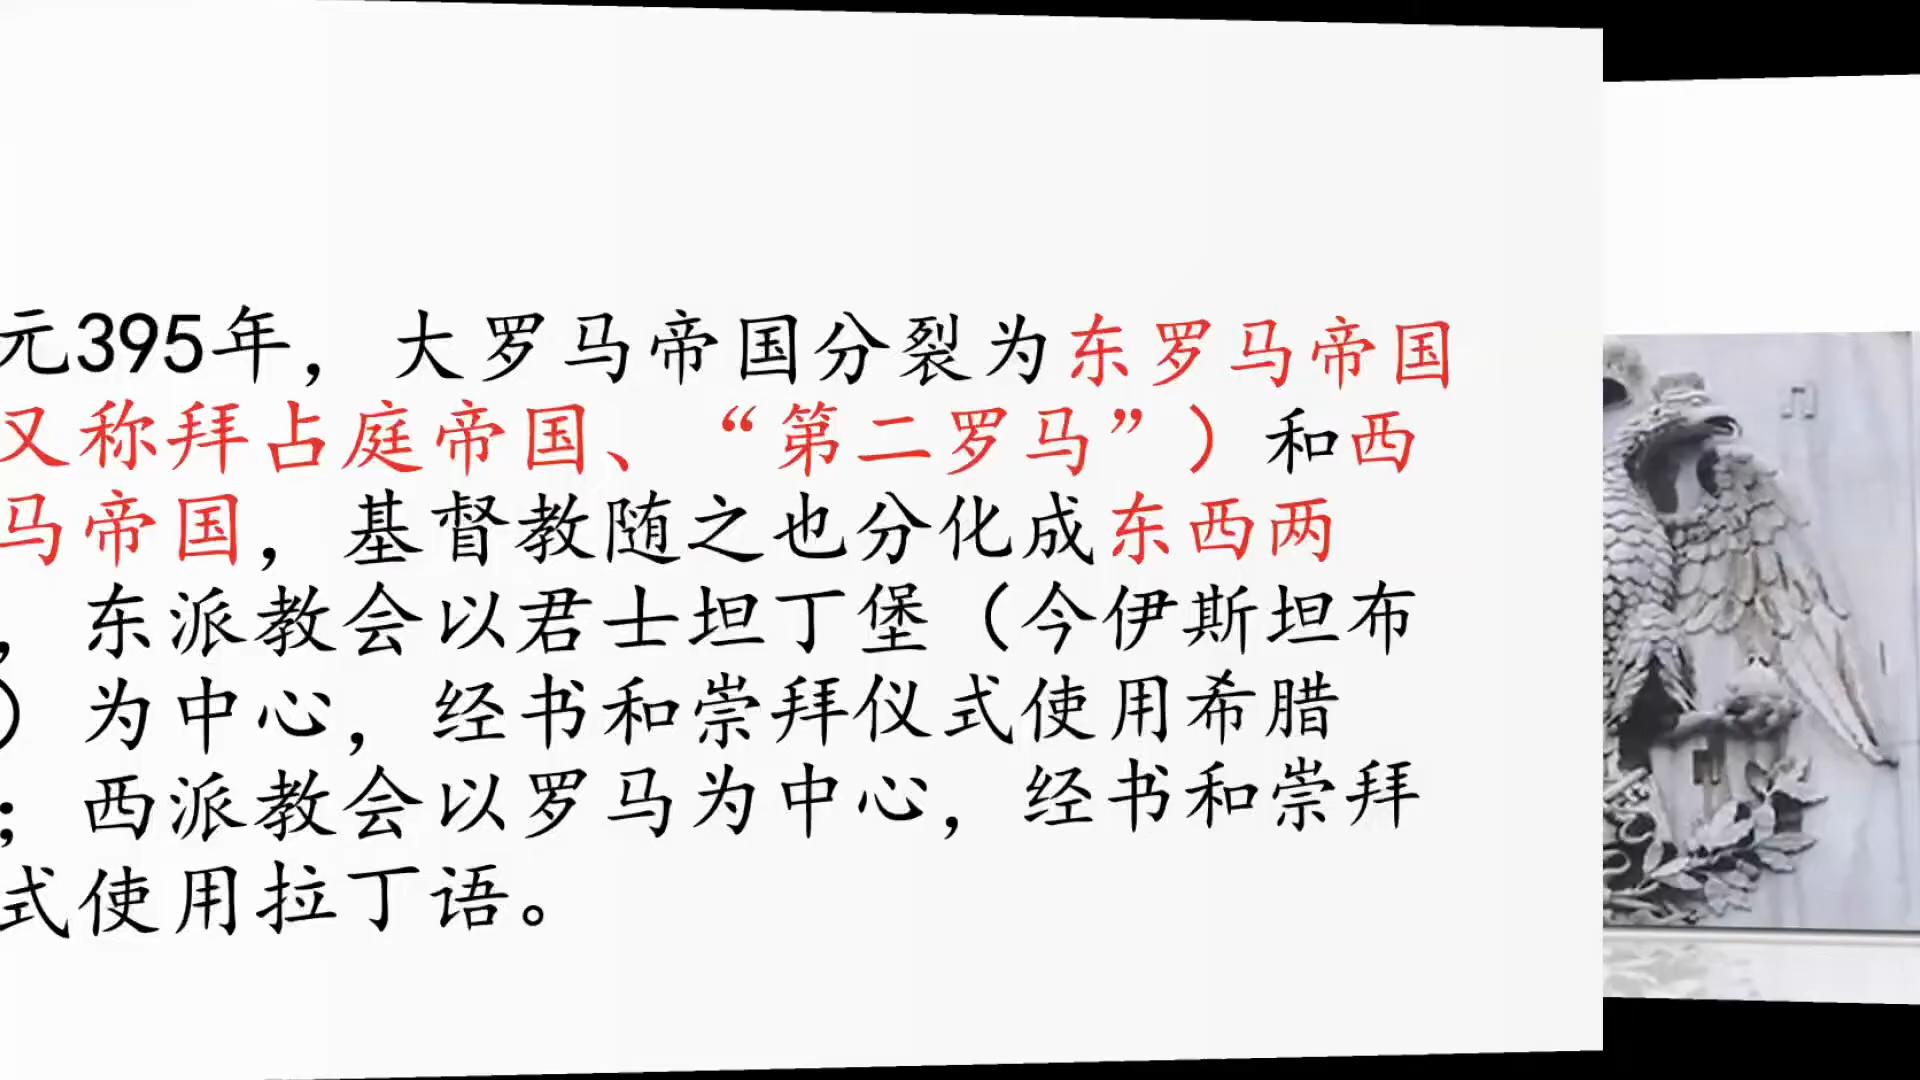 元395年，大罗马帝国分裂为东罗马帝国
又称拜占庭帝国、“第二罗马”）和西
马帝国，基督教随之也分化成东西两
，东派教会以君士坦丁堡（今伊斯坦布
）为中心，经书和崇拜仪式使用希腊
；西派教会以罗马为中心，经书和崇拜
式使用拉丁语。